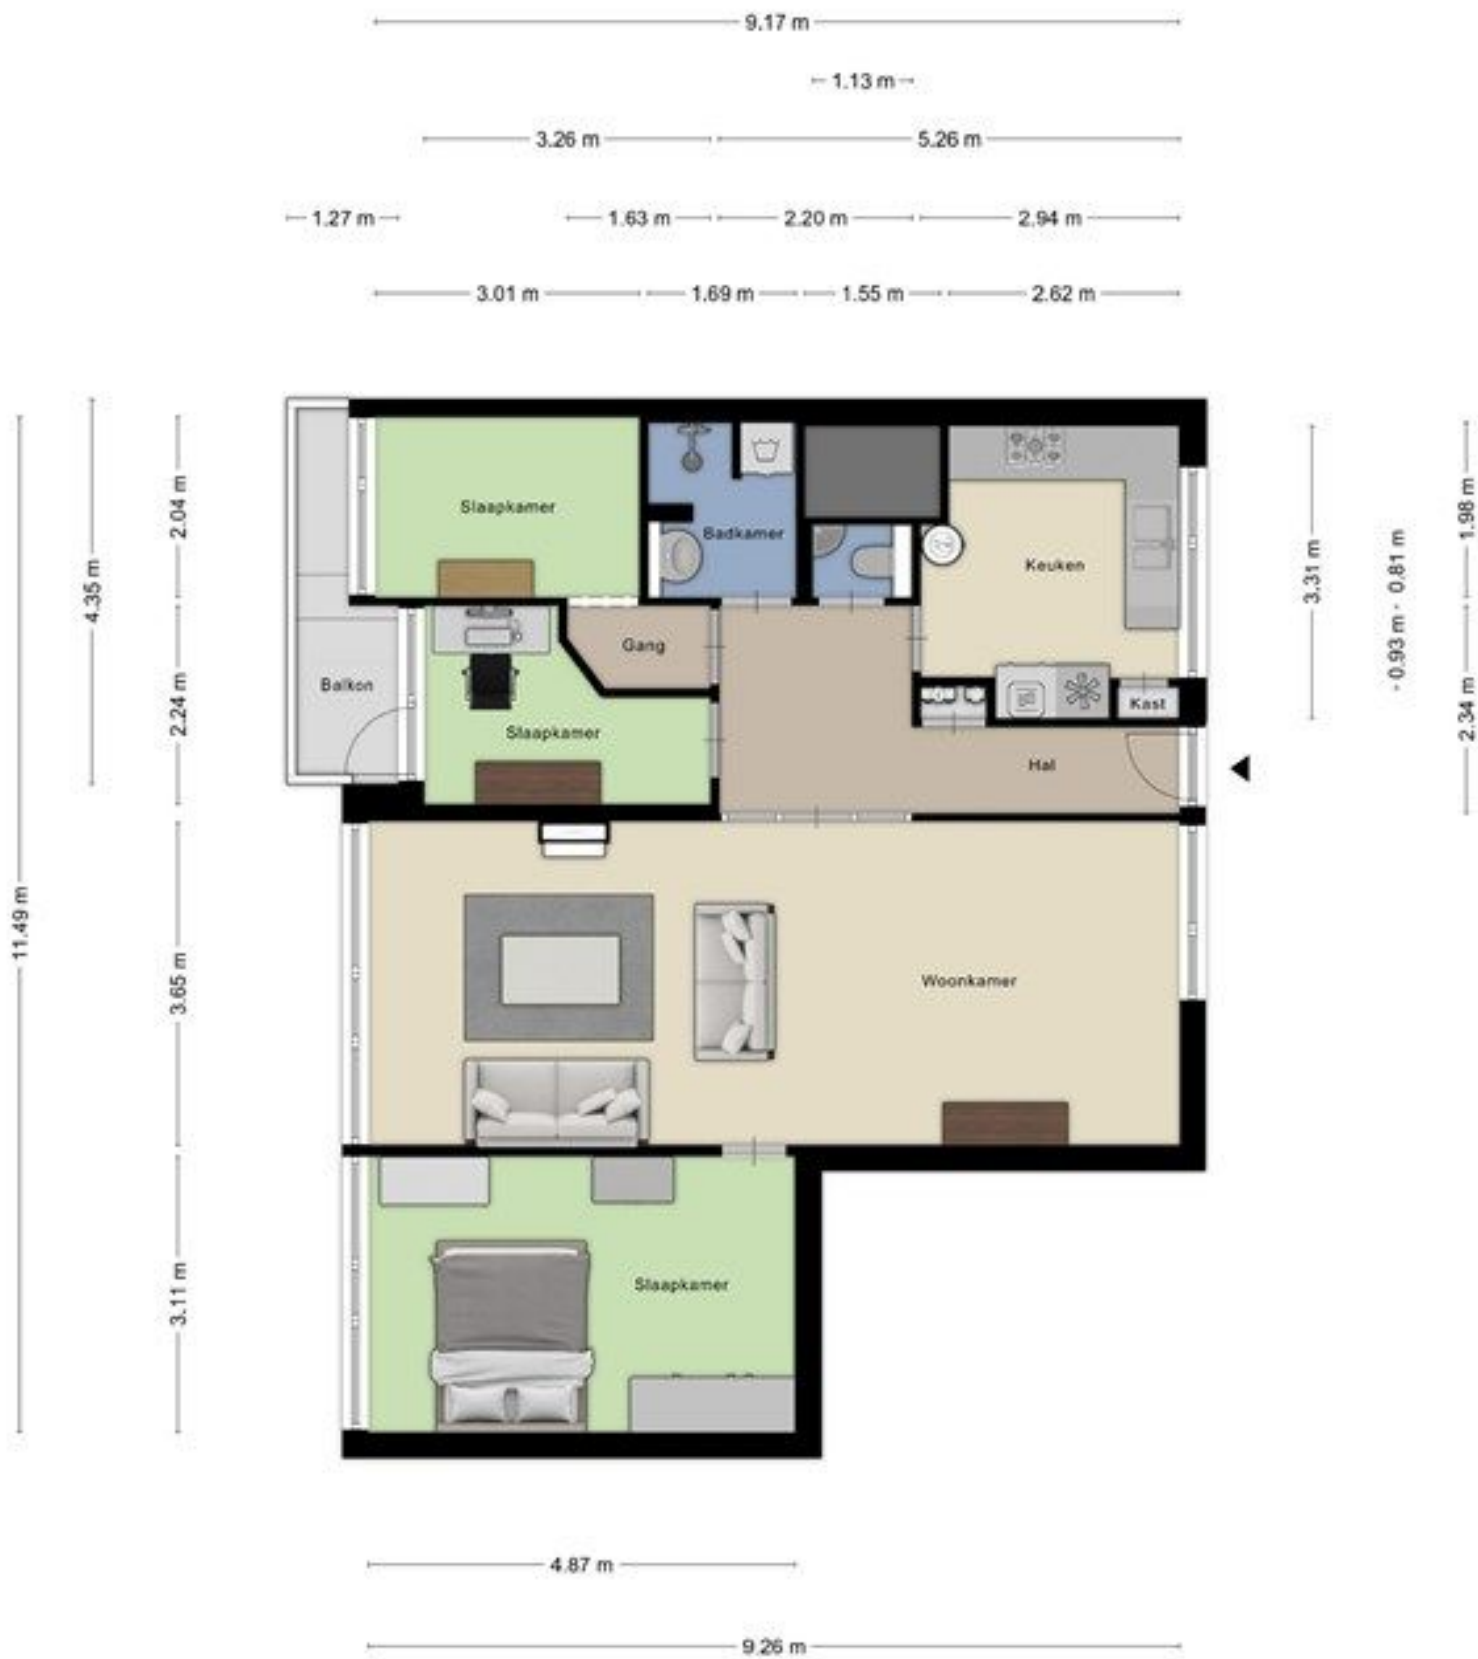 9.17 m
1.13 m
3.26 m
5.26 m
1.27 m
1.63 m
2.20 m
2.94 m
3.01 m
1.69 m
1.55 m
2.62 m
11.49 m
4.35 m
2.04 m
2.24 m
3.65 m
3.11 m
Slaapkamer
Badkamer
Keuken
Gang
Balkon
Slaapkamer
Kast
Hal
Woonkamer
Slaapkamer
3.31 m
0.93 m
0.81 m
1.98 m
2.34 m
4.87 m
9.26 m